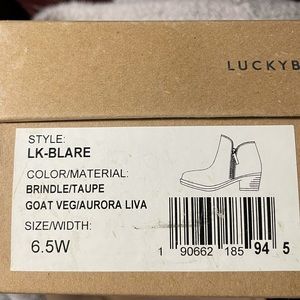 LUCKYB
STYLE:
LK-BLARE
COLOR/MATERIAL:
BRINDLE/TAUPE
GOAT VEG/AURORA LIVA
SIZE/WIDTH:
6.5W
1 90662 185 94 5